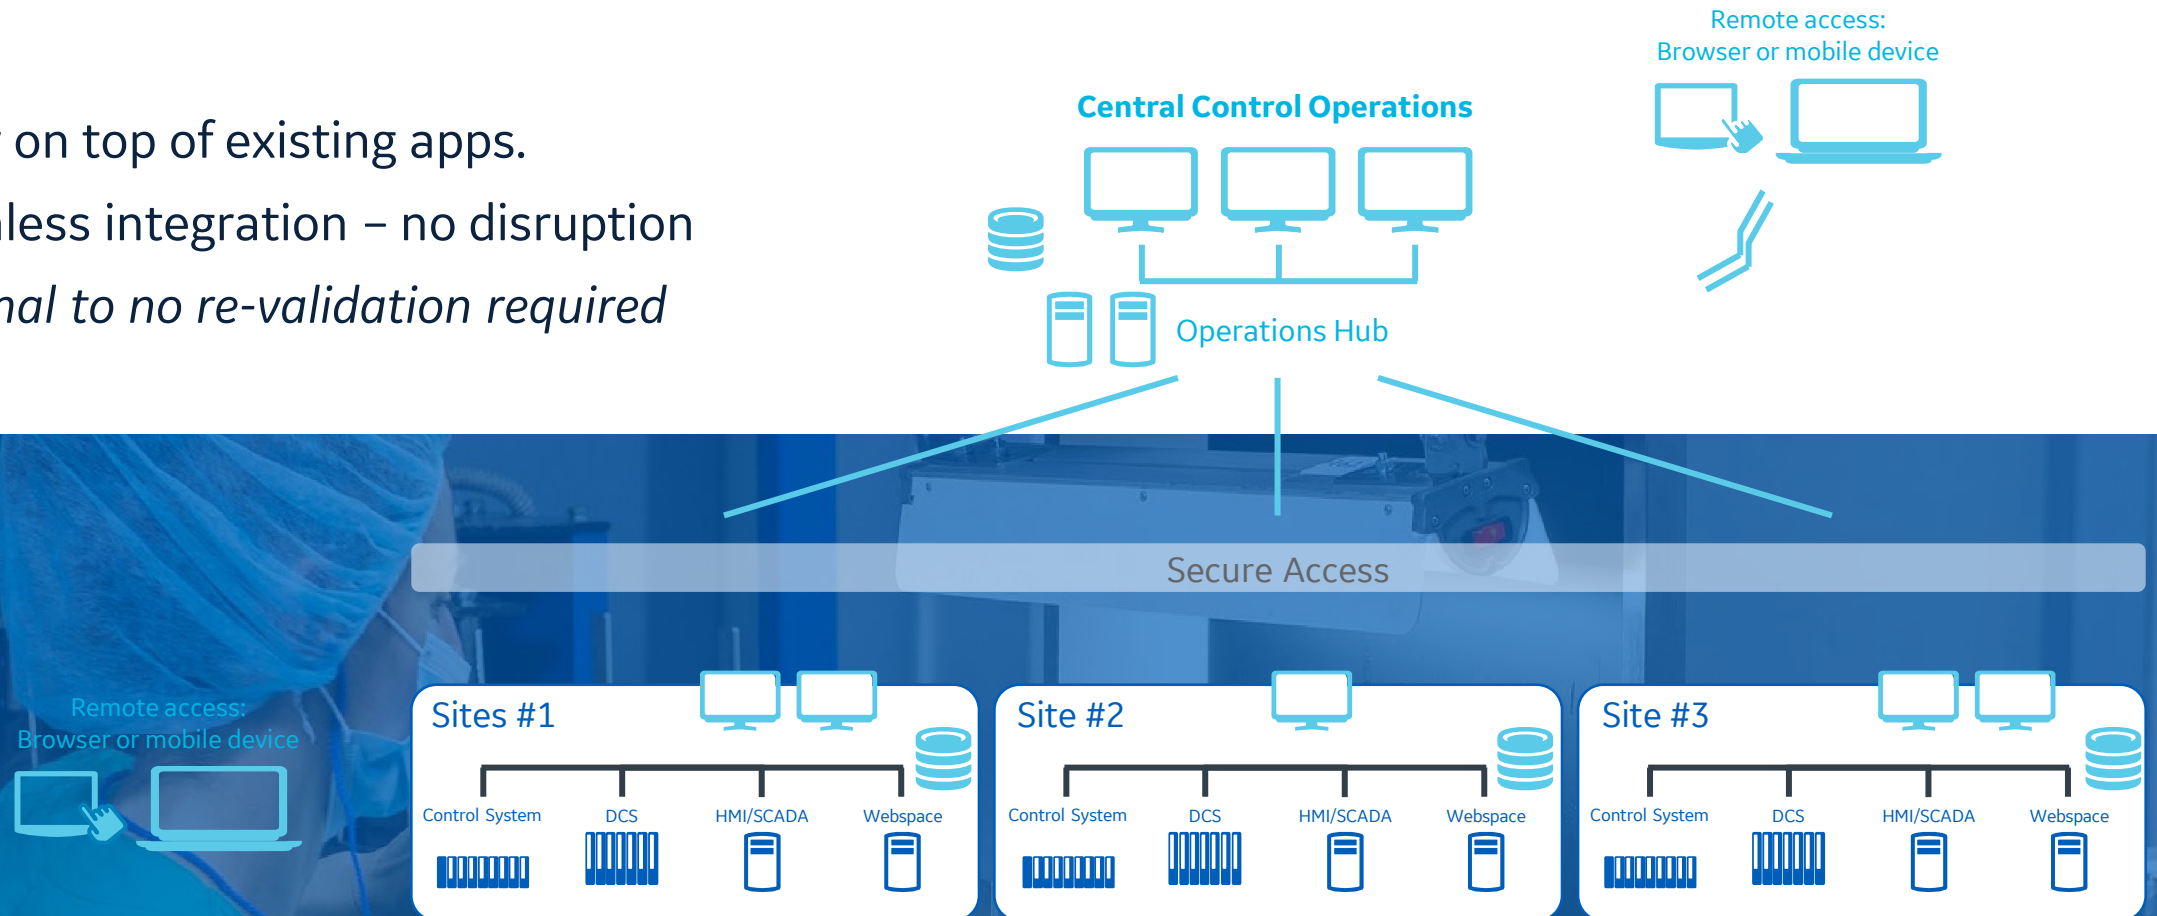 on top of existing apps.
less integration – no disruption
to no re-validation required
Remote access:
Browser or mobile device
Central Control Operations
Operations Hub
Secure Access
Remote access:
Browser or mobile device
Sites #1
Control System
DCS
HMI/SCADA
Webspace
Site #2
Control System
DCS
HMI/SCADA
Webspace
Site #3
Control System
DCS
HMI/SCADA
Webspace